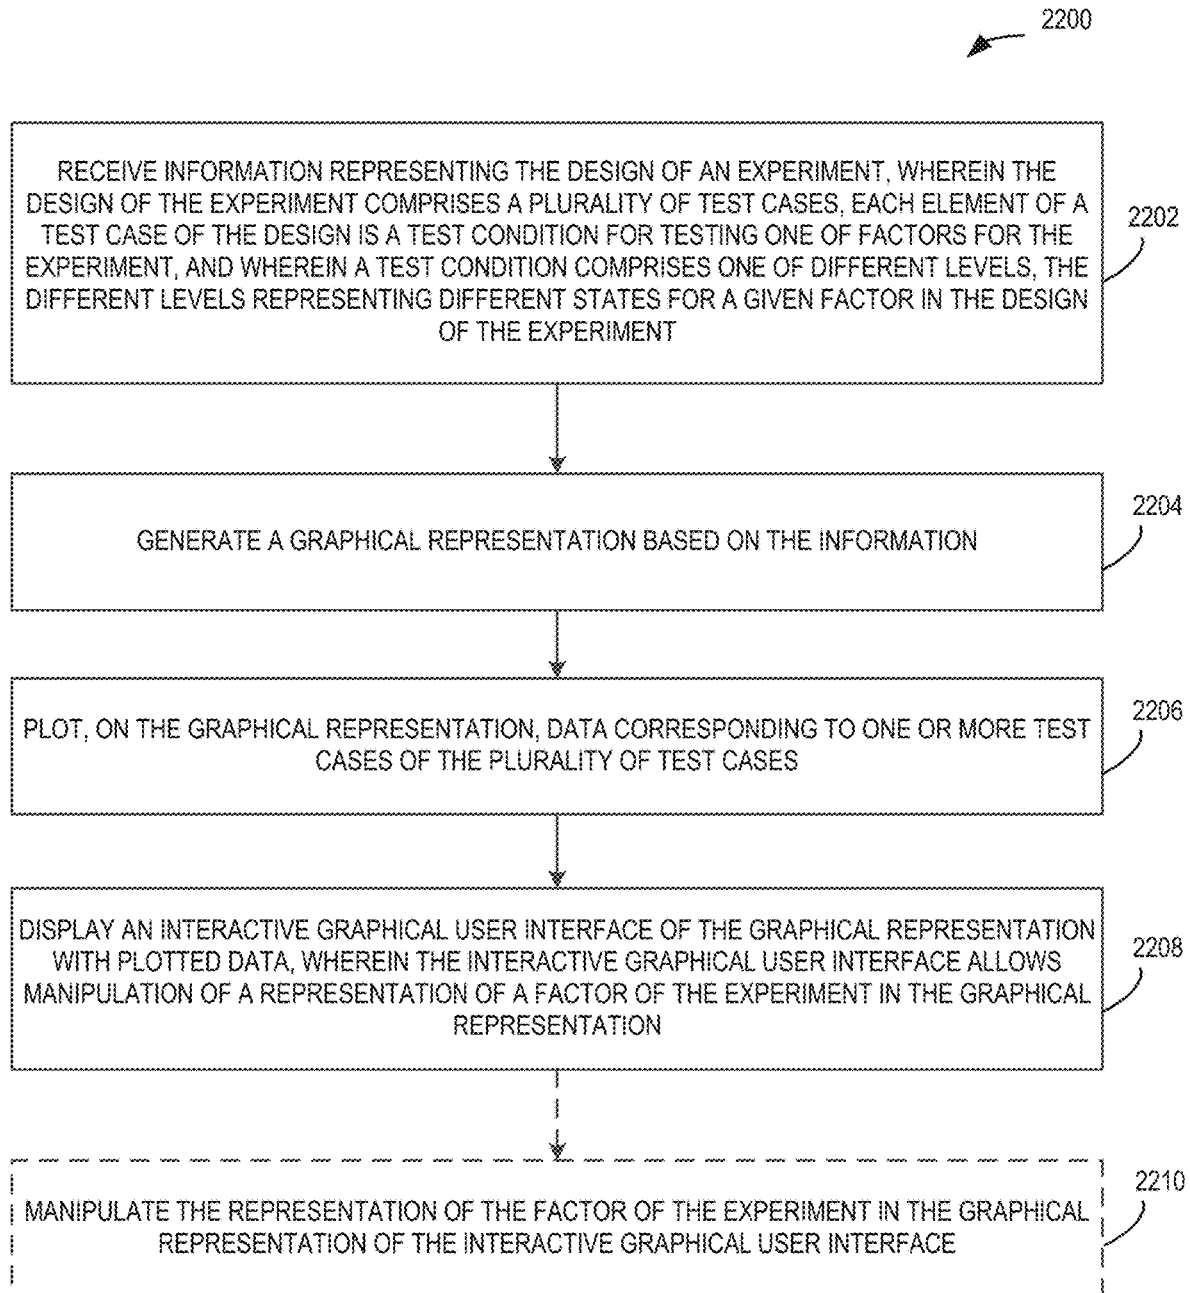 2200
RECEIVE INFORMATION REPRESENTING THE DESIGN OF AN EXPERIMENT, WHEREIN THE
DESIGN OF THE EXPERIMENT COMPRISES A PLURALITY OF TEST CASES, EACH ELEMENT OF A
TEST CASE OF THE DESIGN IS A TEST CONDITION FOR TESTING ONE OF FACTORS FOR THE
EXPERIMENT, AND WHEREIN A TEST CONDITION COMPRISES ONE OF DIFFERENT LEVELS, THE
DIFFERENT LEVELS REPRESENTING DIFFERENT STATES FOR A GIVEN FACTOR IN THE DESIGN
OF THE EXPERIMENT
2202
GENERATE A GRAPHICAL REPRESENTATION BASED ON THE INFORMATION
2204
PLOT, ON THE GRAPHICAL REPRESENTATION, DATA CORRESPONDING TO ONE OR MORE TEST
CASES OF THE PLURALITY OF TEST CASES
2206
DISPLAY AN INTERACTIVE GRAPHICAL USER INTERFACE OF THE GRAPHICAL REPRESENTATION
WITH PLOTTED DATA, WHEREIN THE INTERACTIVE GRAPHICAL USER INTERFACE ALLOWS
MANIPULATION OF A REPRESENTATION OF A FACTOR OF THE EXPERIMENT IN THE GRAPHICAL
REPRESENTATION
2208
MANIPULATE THE REPRESENTATION OF THE FACTOR OF THE EXPERIMENT IN THE GRAPHICAL
REPRESENTATION OF THE INTERACTIVE GRAPHICAL USER INTERFACE
2210